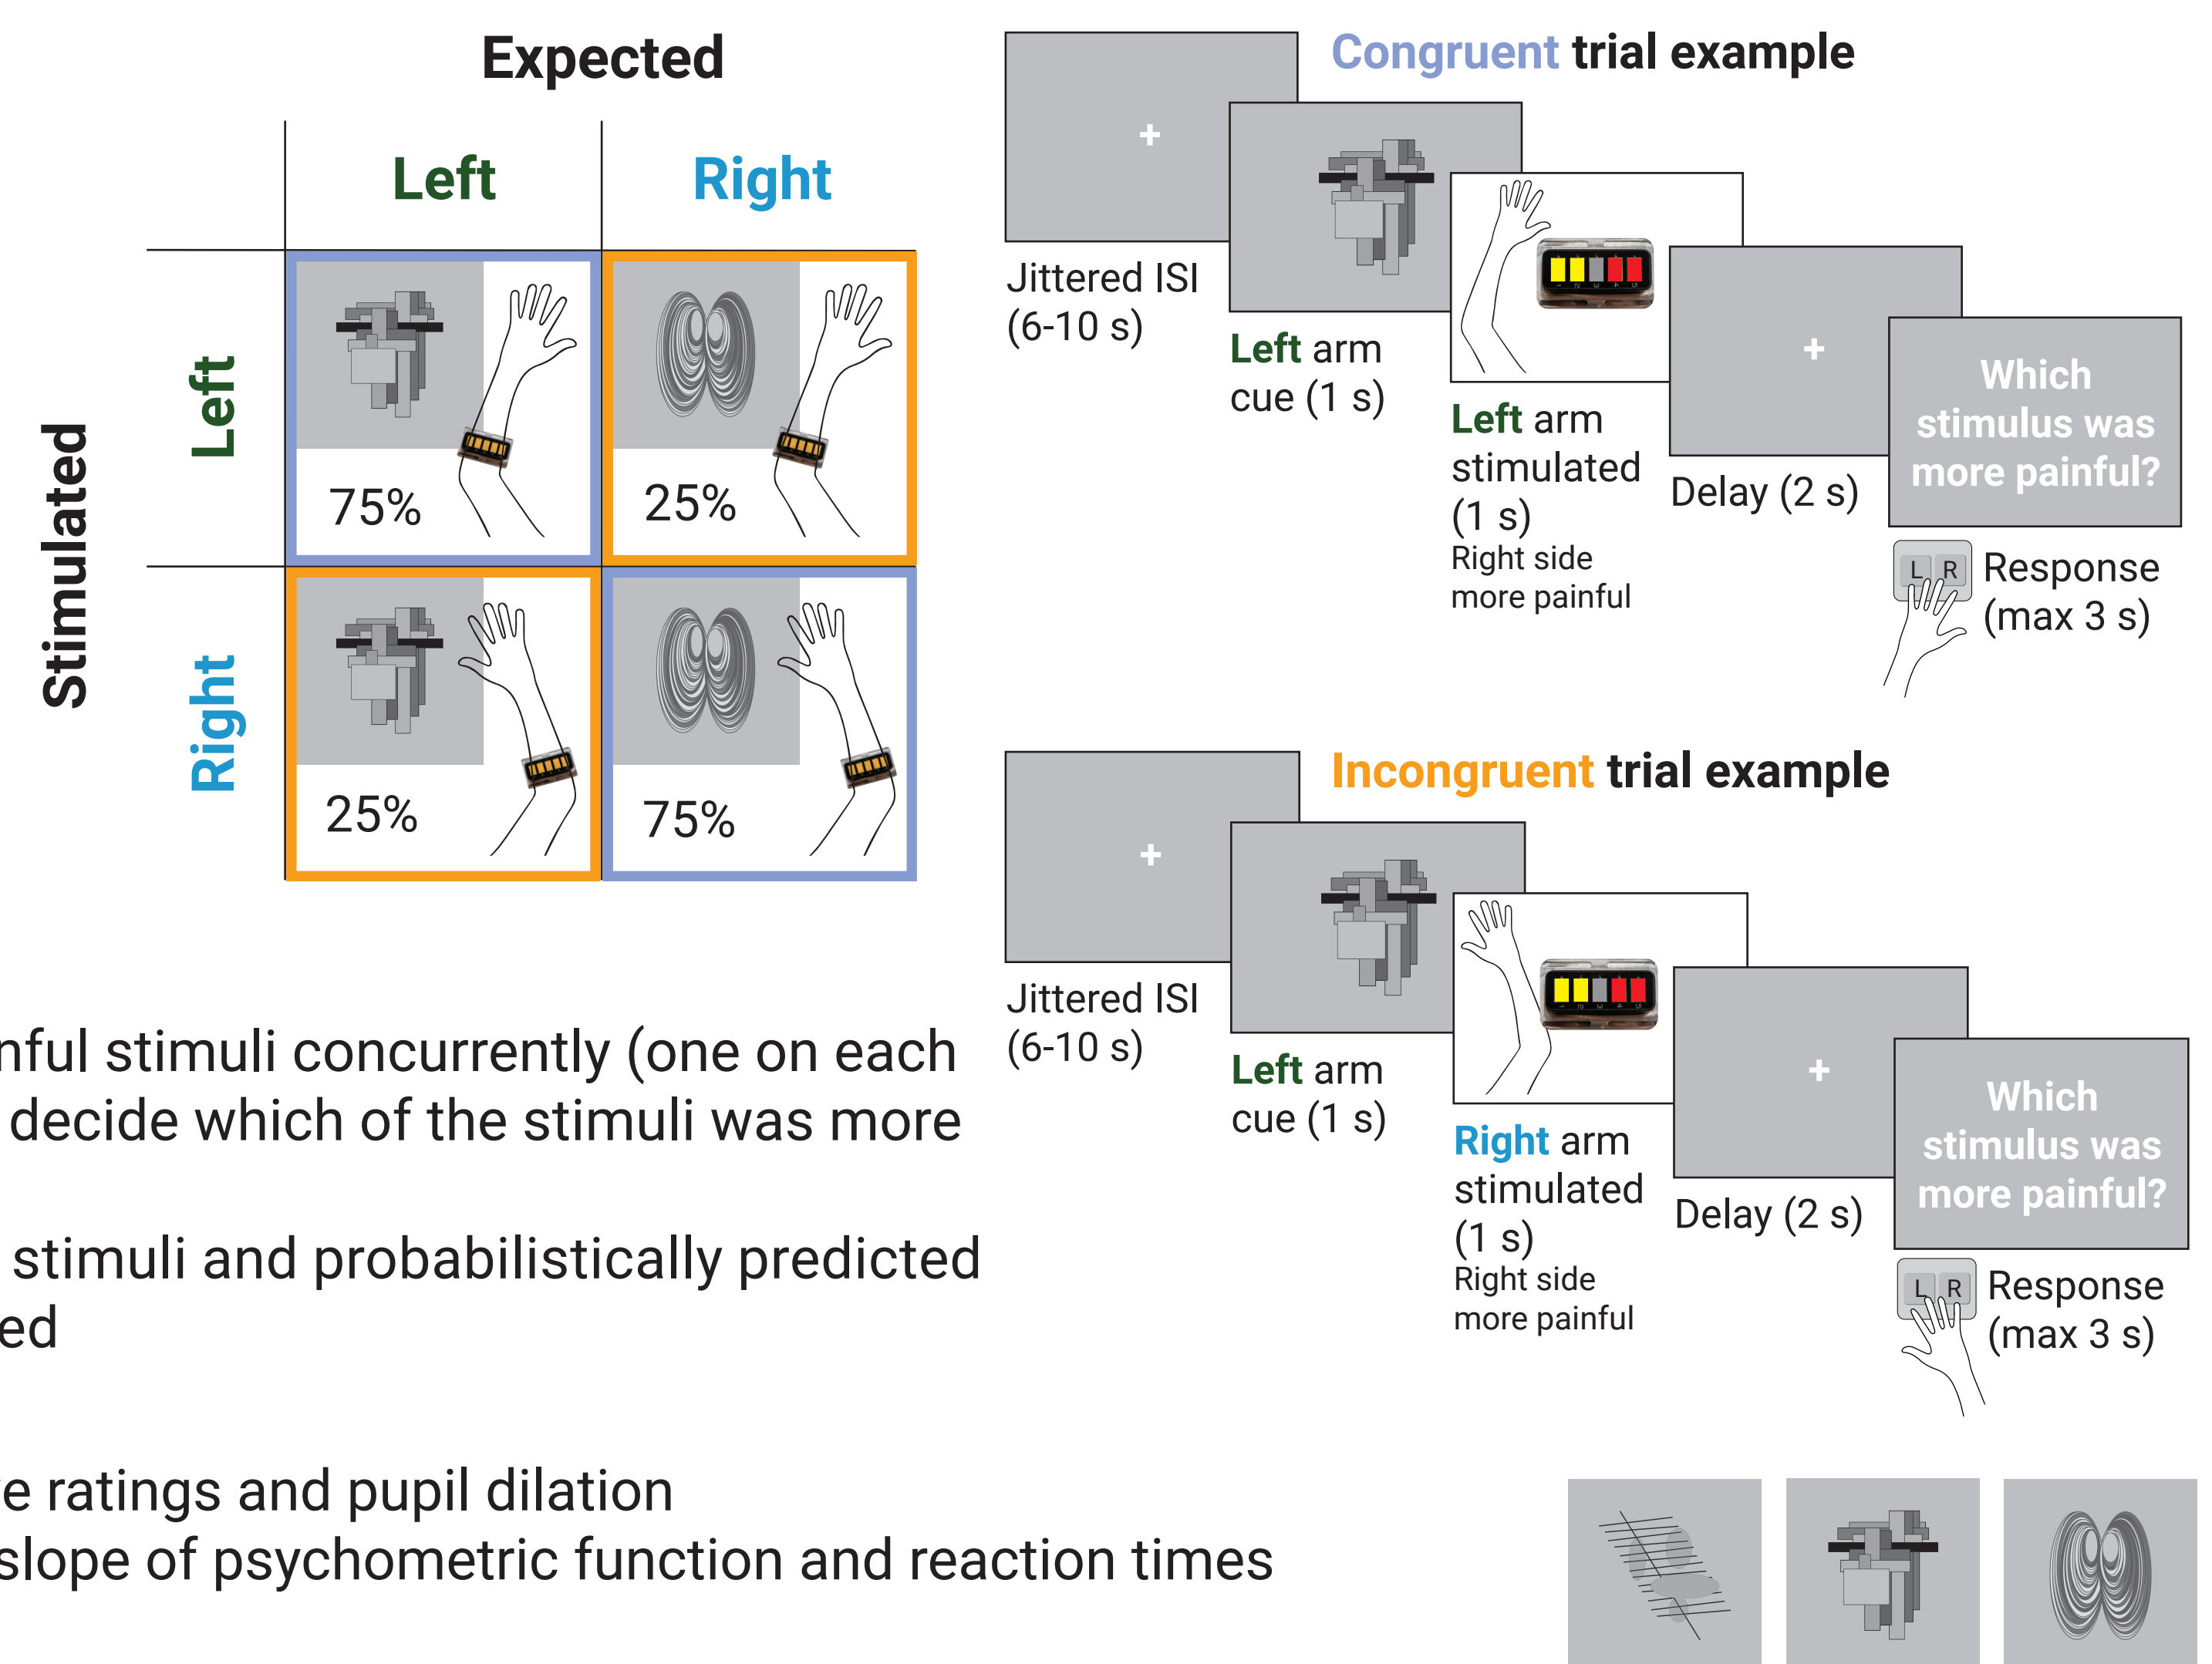 Expected
Left
Right
Stimulated
Left
75%
25%
Right
25%
75%
Congruent trial example
+
Jittered ISI
(6-10 s)
Left arm
cue (1 s)
Left arm
stimulated
(1 s)
Right side
more painful
+
Delay (2 s)
Which
stimulus was
more painful?
L R
Response
(max 3 s)
Incongruent trial example
+
Jittered ISI
(6-10 s)
Left arm
cue (1 s)
Right arm
stimulated
(1 s)
Right side
more painful
+
Delay (2 s)
Which
stimulus was
more painful?
L R
Response
(max 3 s)
stimuli concurrently (one on each
decide which of the stimuli was more
stimuli and probabilistically predicted
ratings and pupil dilation
slope of psychometric function and reaction times